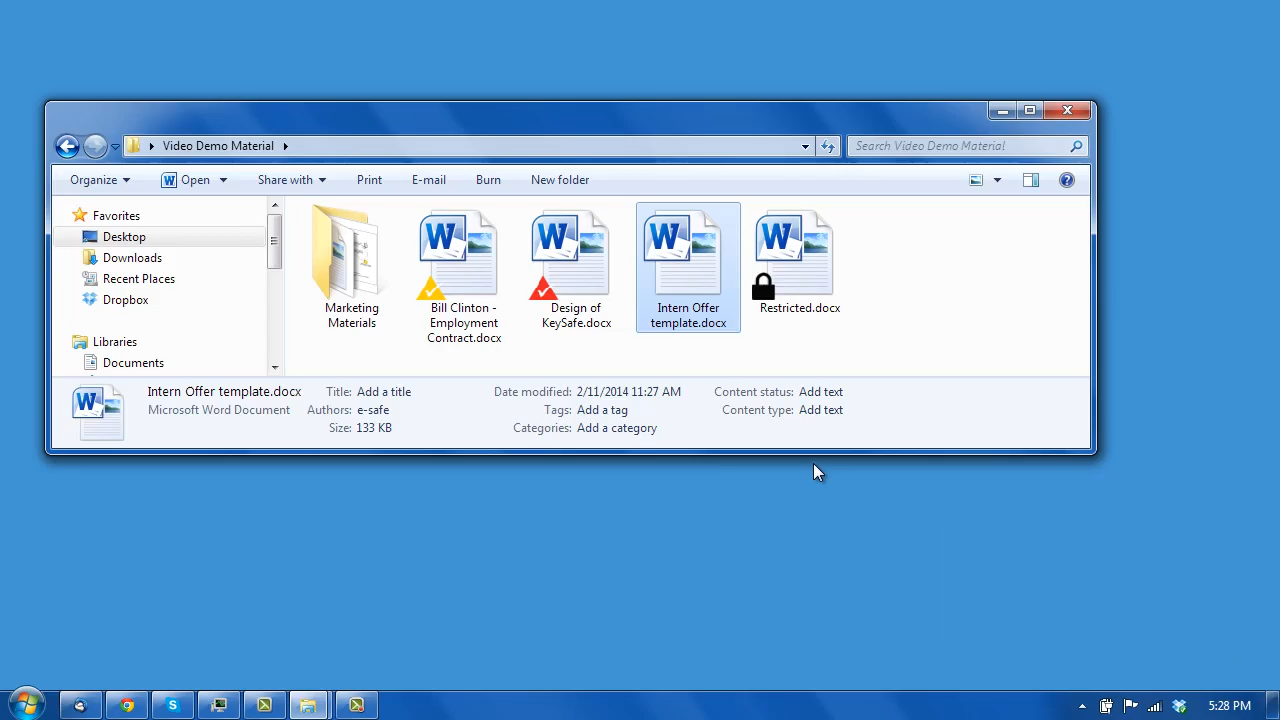 Video Demo Material
Search Video Demo Material
Organize Open Share with Print E-mail Burn New folder
Favorites
Desktop
Downloads
Recent Places
Dropbox
Libraries
Documents
Marketing
Materials
Bill Clinton -
Employment
Contract.docx
Design of
KeySafe.docx
Intern Offer
template.docx
Restricted.docx
Intern Offer template.docx
Microsoft Word Document
Title: Add a title
Authors: e-safe
Size: 133 KB
Date modified: 2/11/2014 11:27 AM
Tags: Add a tag
Categories: Add a category
Content status: Add text
Content type: Add text
5:28 PM